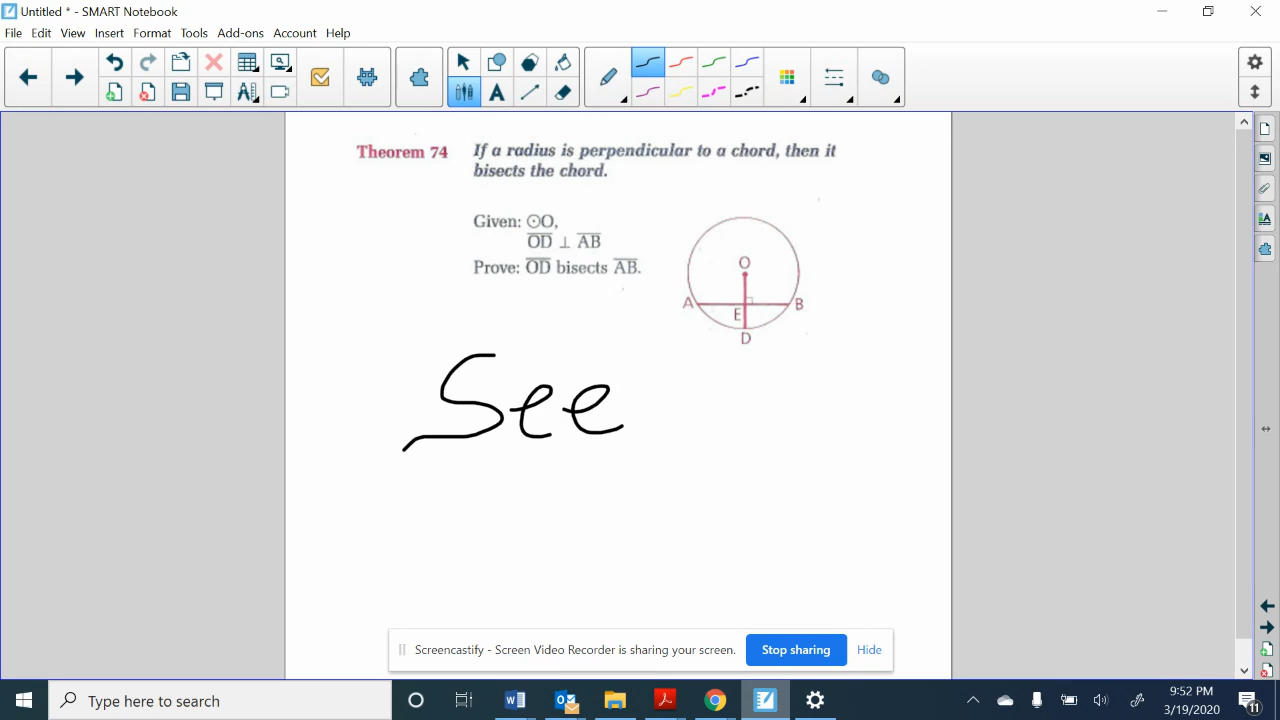 Untitled * - SMART Notebook
File Edit View Insert Format Tools Add-ons Account Help
Theorem 74 If a radius is perpendicular to a chord, then it
bisects the chord.
Given: ⊙O,
OD ⊥ AB
Prove: OD bisects AB.
O
A B
E
D
See
Screencastify - Screen Video Recorder is sharing your screen. Stop sharing Hide
Type here to search
9:52 PM
3/19/2020
11